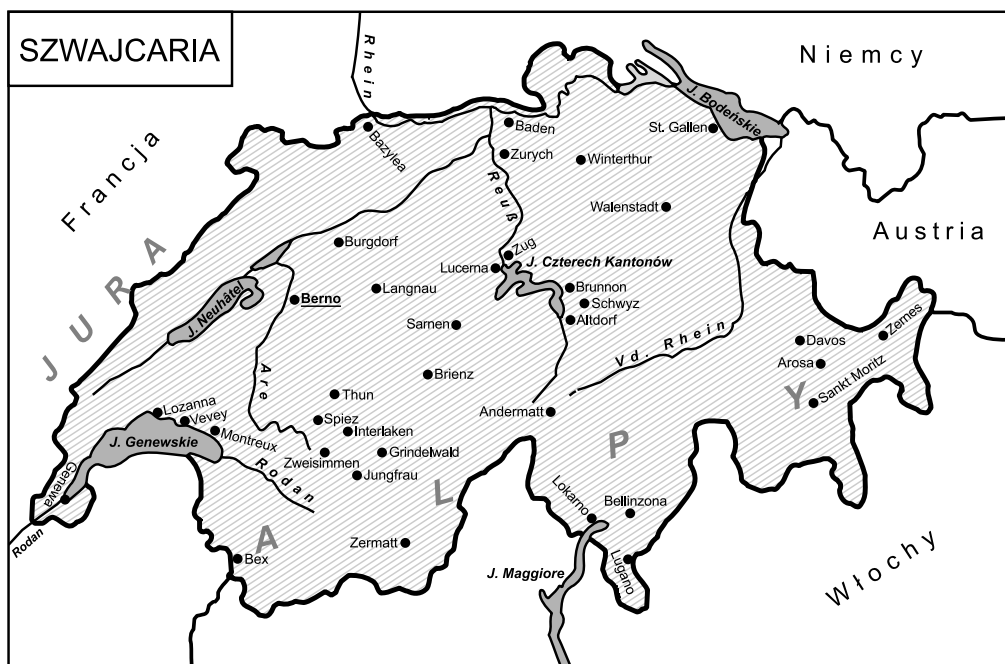 SZWAJCARIA
Rhein
Niemcy
J. Bodeńskie
Baden
St. Gallen
Bazylea
Zurych
Winterthur
Francja
Reuß
Walenstadt
Austria
JURA
Burgdorf
Zug
J. Czterech Kantonów
Lucerna
Langnau
Brunnon
Berno
J. Neuhâtel
Schwyz
Sarnen
Altdorf
Vd. Rhein
Zernes
Davos
Are
Brienz
Arosa
Sankt Moritz
Thun
Lozanna
Vevey
Spiez
Andermatt
Montreux
Interlaken
J. Genewskie
Zweisimmen
Grindelwald
Rodan
Jungfrau
Genewa
ALPY
Lokarno
Bellinzona
Rodan
Zermatt
Bex
Lugano
J. Maggiore
Włochy